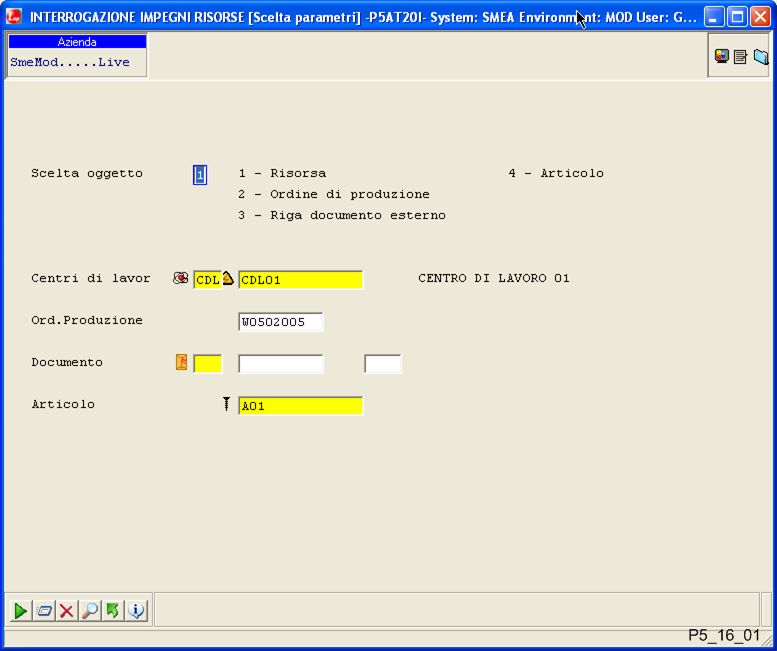 INTERROGAZIONE IMPEGNI RISORSE [Scelta parametri] -P5AT20I- System: SMEA Environment: MOD User: G...
Azienda
SmeMod.....Live
Scelta oggetto 1 1 - Risorsa 4 - Articolo
2 - Ordine di produzione
3 - Riga documento esterno
Centri di lavor CDL CDL01 CENTRO DI LAVORO 01
Ord.Produzione W0502005
Documento
Articolo A01
P5_16_01